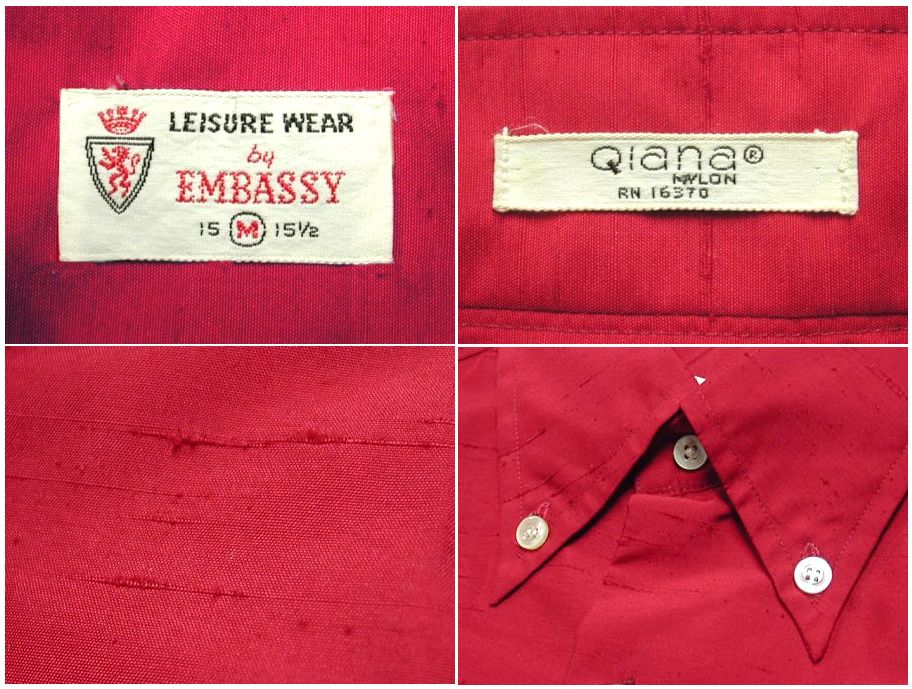 LEISURE WEAR
by
EMBASSY
15 M 15½
Qiana®
NYLON
RN 16370